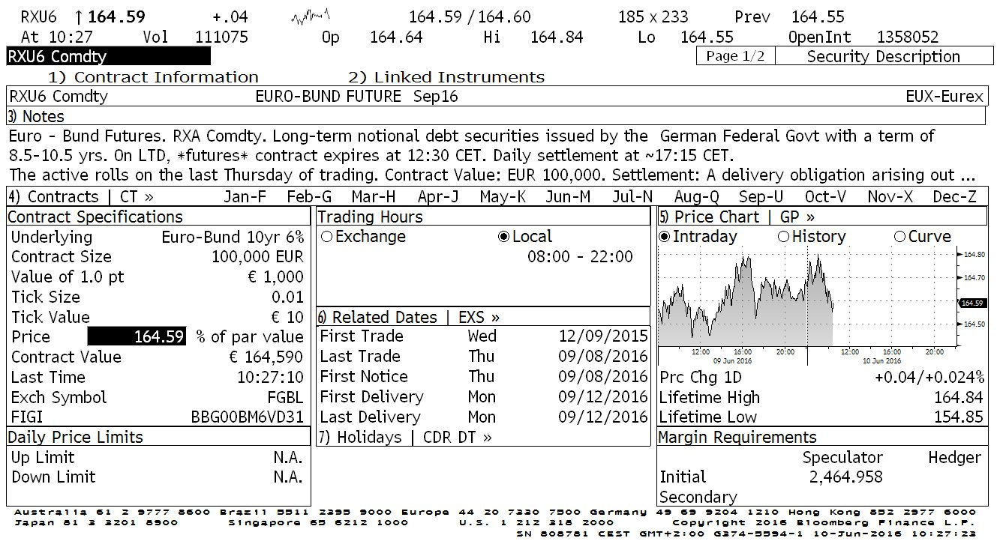 RXU6 ↑164.59 +.04 164.59 / 164.60 185 x 233 Prev 164.55
At 10:27 Vol 111075 Op 164.64 Hi 164.84 Lo 164.55 OpenInt 1358052
RXU6 Comdty Page 1/2 Security Description
1) Contract Information 2) Linked Instruments
RXU6 Comdty EURO-BUND FUTURE Sep16 EUX-Eurex
3) Notes
Euro - Bund Futures. RXA Comdty. Long-term notional debt securities issued by the German Federal Govt with a term of
8.5-10.5 yrs. On LTD, *futures* contract expires at 12:30 CET. Daily settlement at ~17:15 CET.
The active rolls on the last Thursday of trading. Contract Value: EUR 100,000. Settlement: A delivery obligation arising out ...
4) Contracts | CT » Jan-F Feb-G Mar-H Apr-J May-K Jun-M Jul-N Aug-Q Sep-U Oct-V Nov-X Dec-Z
Contract Specifications
Underlying Euro-Bund 10yr 6%
Contract Size 100,000 EUR
Value of 1.0 pt € 1,000
Tick Size 0.01
Tick Value € 10
Price 164.59 % of par value
Contract Value € 164,590
Last Time 10:27:10
Exch Symbol FGBL
FIGI BBG00BM6VD31
Daily Price Limits
Up Limit N.A.
Down Limit N.A.
Trading Hours
Exchange Local
08:00 - 22:00
6) Related Dates | EXS »
First Trade Wed 12/09/2015
Last Trade Thu 09/08/2016
First Notice Thu 09/08/2016
First Delivery Mon 09/12/2016
Last Delivery Mon 09/12/2016
7) Holidays | CDR DT »
5) Price Chart | GP »
Intraday History Curve
164.80
164.70
164.59
164.50
12:00 16:00 20:00 12:00 16:00 20:00
09 Jun 2016 10 Jun 2016
Prc Chg 1D +0.04/+0.024%
Lifetime High 164.84
Lifetime Low 154.85
Margin Requirements
Speculator Hedger
Initial 2,464.958
Secondary
Australia 61 2 9777 8600 Brazil 5511 2395 9000 Europe 44 20 7330 7500 Germany 49 69 9204 1210 Hong Kong 852 2977 6000
Japan 81 3 3201 8900 Singapore 65 6212 1000 U.S. 1 212 318 2000 Copyright 2016 Bloomberg Finance L.P.
SN 808781 CEST GMT+2:00 G374-5594-1 10-Jun-2016 10:27:23